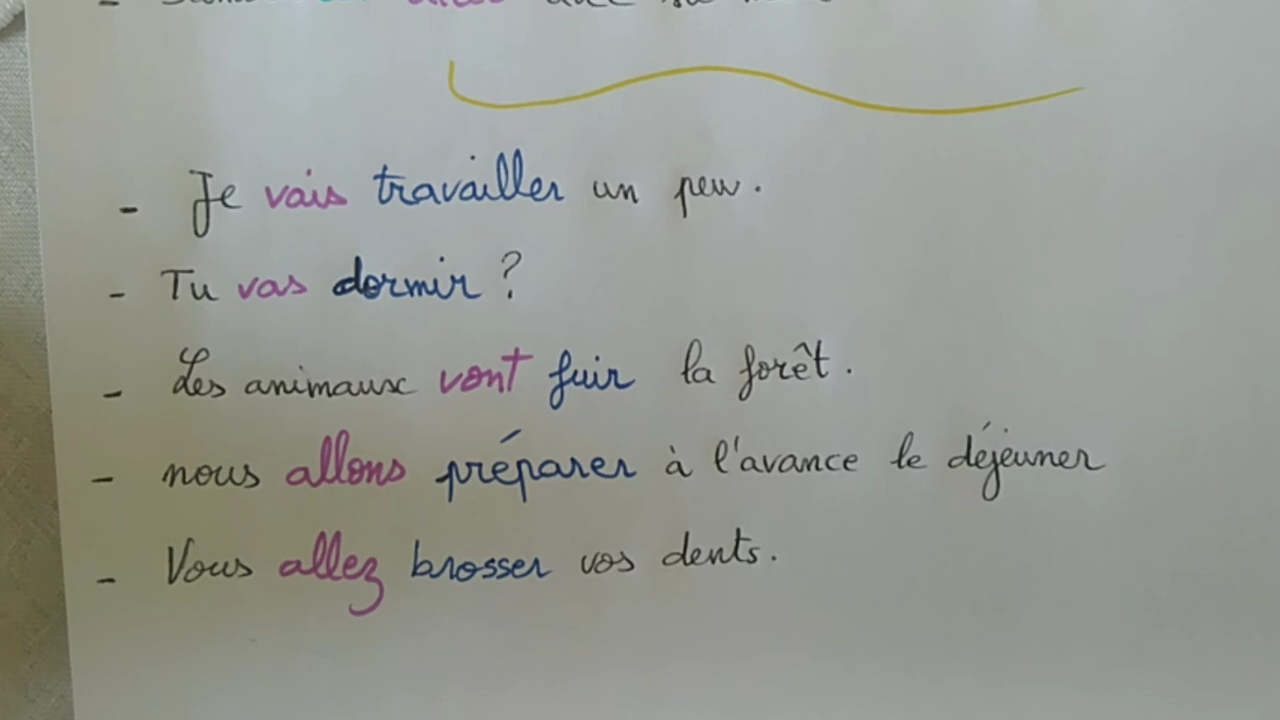 - Je vais travailler un peu.
- Tu vas dormir ?
- Les animaux vont fuir la forêt.
- nous allons préparer à l'avance le déjeuner
- Vous allez brosser vos dents.